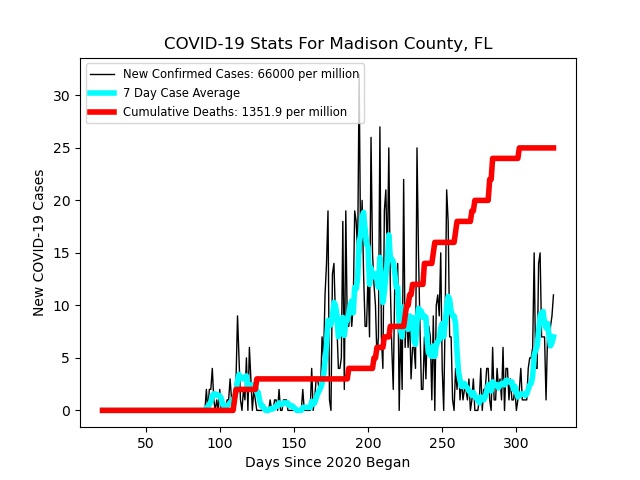 COVID-19 Stats For Madison County, FL
New Confirmed Cases: 66000 per million
7 Day Case Average
Cumulative Deaths: 1351.9 per million
New COVID-19 Cases
30
25
20
15
10
5
0
50 100 150 200 250 300
Days Since 2020 Began